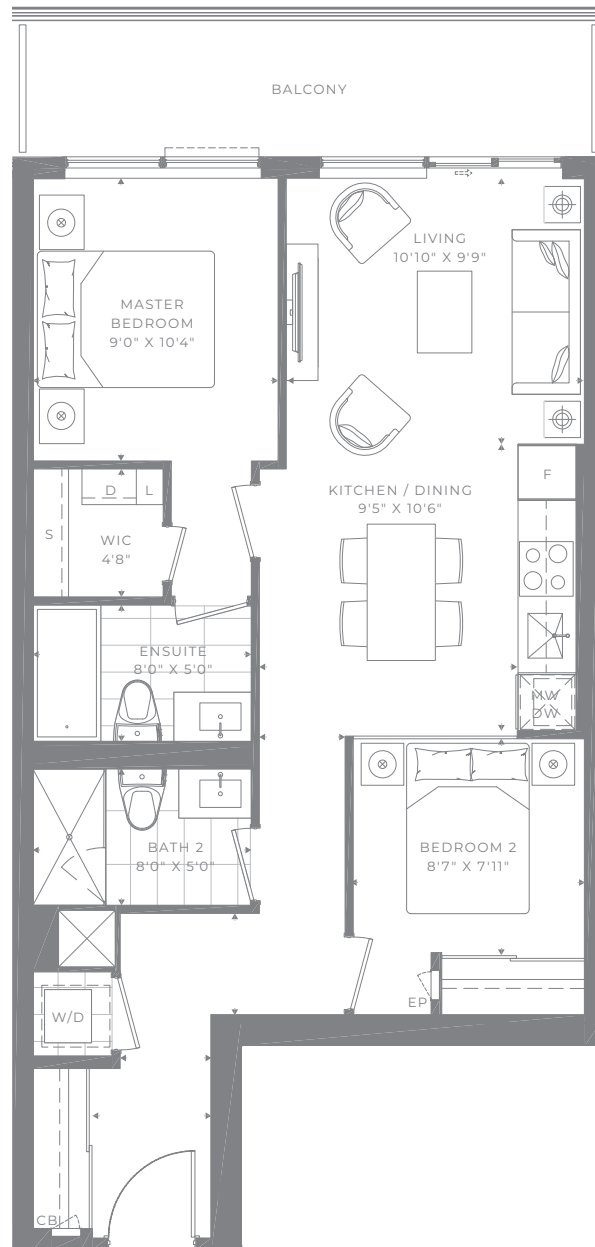 BALCONY
LIVING
10'10" X 9'9"
MASTER
BEDROOM
9'0" X 10'4"
F
KITCHEN / DINING
9'5" X 10'6"
D
L
S
WIC
4'8"
ENSUITE
8'0" X 5'0"
MW
DW
BATH 2
8'0" X 5'0"
BEDROOM 2
8'7" X 7'11"
EP
W/D
CB